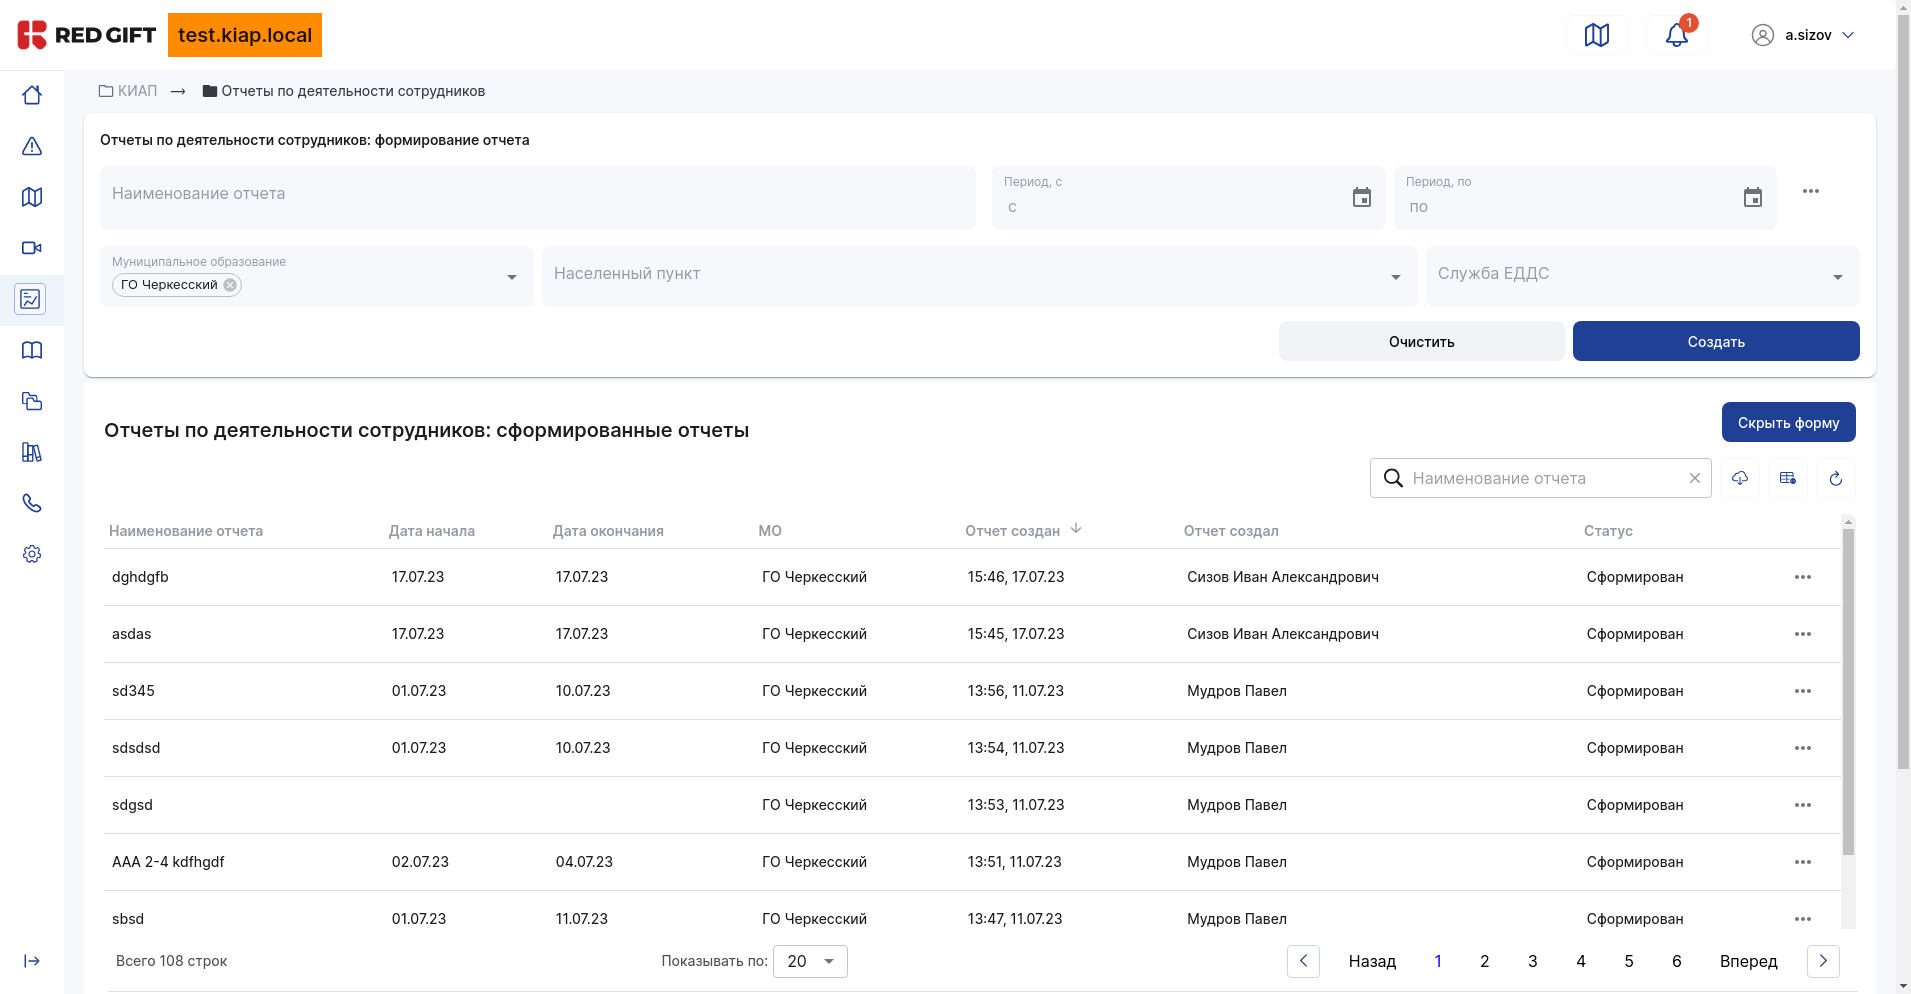 RED GIFT test.kiap.local 1 a.sizov
КИАП → Отчеты по деятельности сотрудников
Отчеты по деятельности сотрудников: формирование отчета
Наименование отчета
Период, с
с
Период, по
по
Муниципальное образование
ГО Черкесский
Населенный пункт
Служба ЕДДС
Очистить
Создать
Отчеты по деятельности сотрудников: сформированные отчеты
Скрыть форму
Наименование отчета
Наименование отчета Дата начала Дата окончания МО Отчет создан Отчет создал Статус
dghdgfb 17.07.23 17.07.23 ГО Черкесский 15:46, 17.07.23 Сизов Иван Александрович Сформирован
asdas 17.07.23 17.07.23 ГО Черкесский 15:45, 17.07.23 Сизов Иван Александрович Сформирован
sd345 01.07.23 10.07.23 ГО Черкесский 13:56, 11.07.23 Мудров Павел Сформирован
sdsdsd 01.07.23 10.07.23 ГО Черкесский 13:54, 11.07.23 Мудров Павел Сформирован
sdgsd ГО Черкесский 13:53, 11.07.23 Мудров Павел Сформирован
AAA 2-4 kdfhgdf 02.07.23 04.07.23 ГО Черкесский 13:51, 11.07.23 Мудров Павел Сформирован
sbsd 01.07.23 11.07.23 ГО Черкесский 13:47, 11.07.23 Мудров Павел Сформирован
Всего 108 строк Показывать по: 20 Назад 1 2 3 4 5 6 Вперед